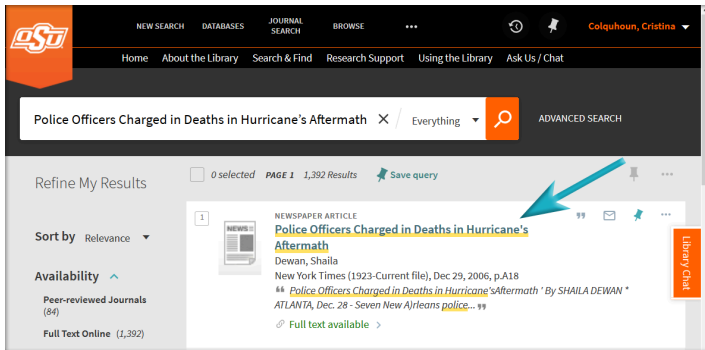 OSU
NEW SEARCH
DATABASES
JOURNAL
SEARCH
BROWSE
•••
Colquhoun, Cristina
Home
About the Library
Search & Find
Research Support
Using the Library
Ask Us / Chat
Police Officers Charged in Deaths in Hurricane's Aftermath
Everything
ADVANCED SEARCH
Refine My Results
0 selected
PAGE 1
1,392 Results
Save query
Sort by Relevance
Availability
Peer-reviewed Journals
(84)
Full Text Online (1,392)
1
NEWS
NEWSPAPER ARTICLE
Police Officers Charged in Deaths in Hurricane's
Aftermath
Dewan, Shaila
New York Times (1923-Current file), Dec 29, 2006, p.A18
Police Officers Charged in Deaths in Hurricane'sAftermath ' By SHAILA DEWAN *
ATLANTA, Dec. 28 - Seven New A)rleans police...
Full text available >
Library Chat